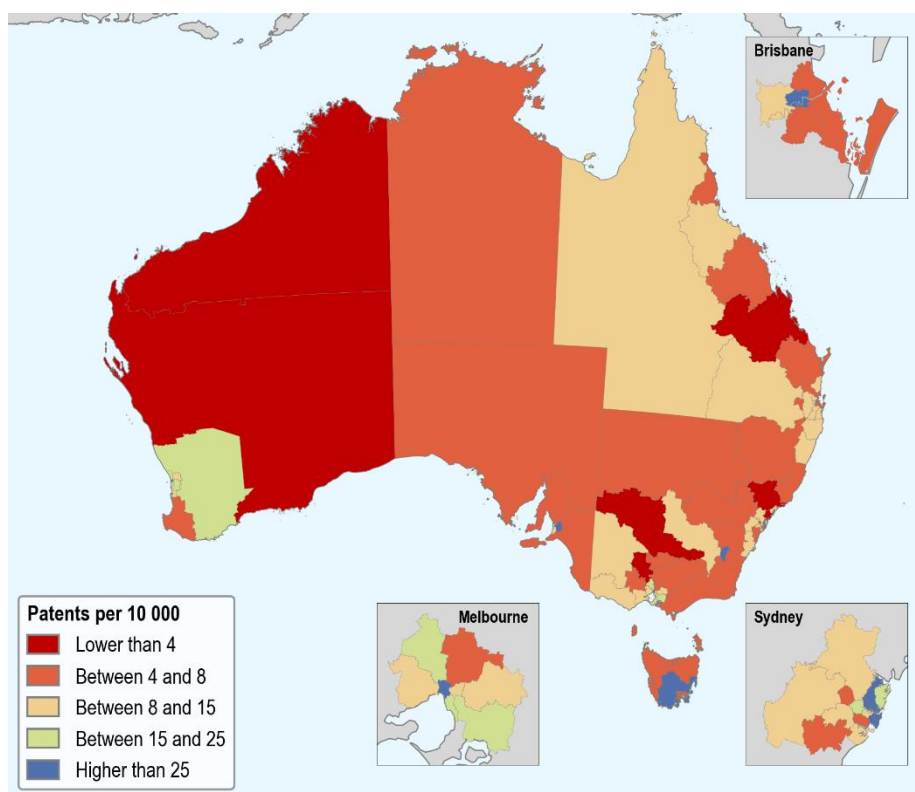 Brisbane
Patents per 10 000
Lower than 4
Between 4 and 8
Between 8 and 15
Between 15 and 25
Higher than 25
Melbourne
Sydney